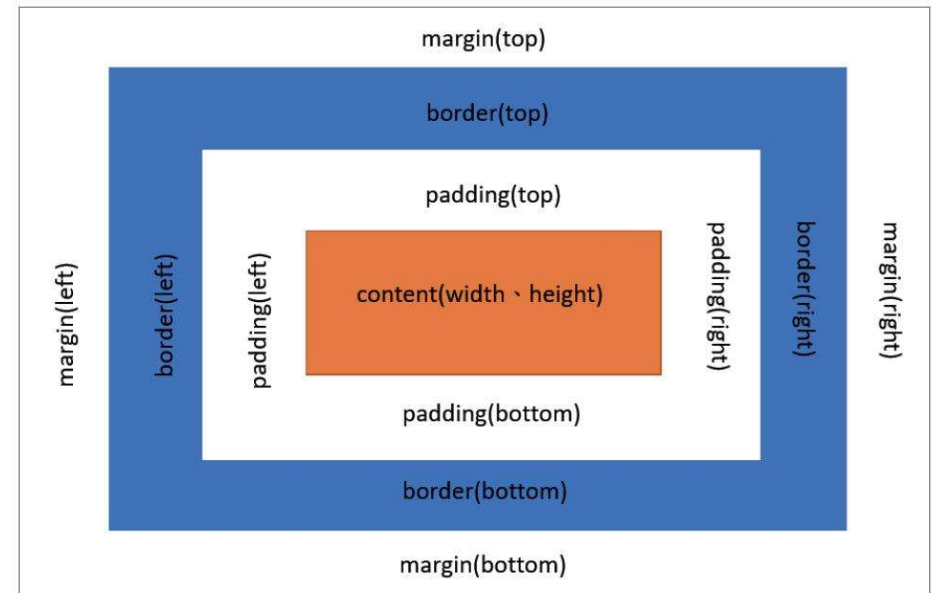 margin(top)
border(top)
padding(top)
margin(left)
border(left)
padding(left)
content(width、height)
padding(right)
border(right)
margin(right)
padding(bottom)
border(bottom)
margin(bottom)